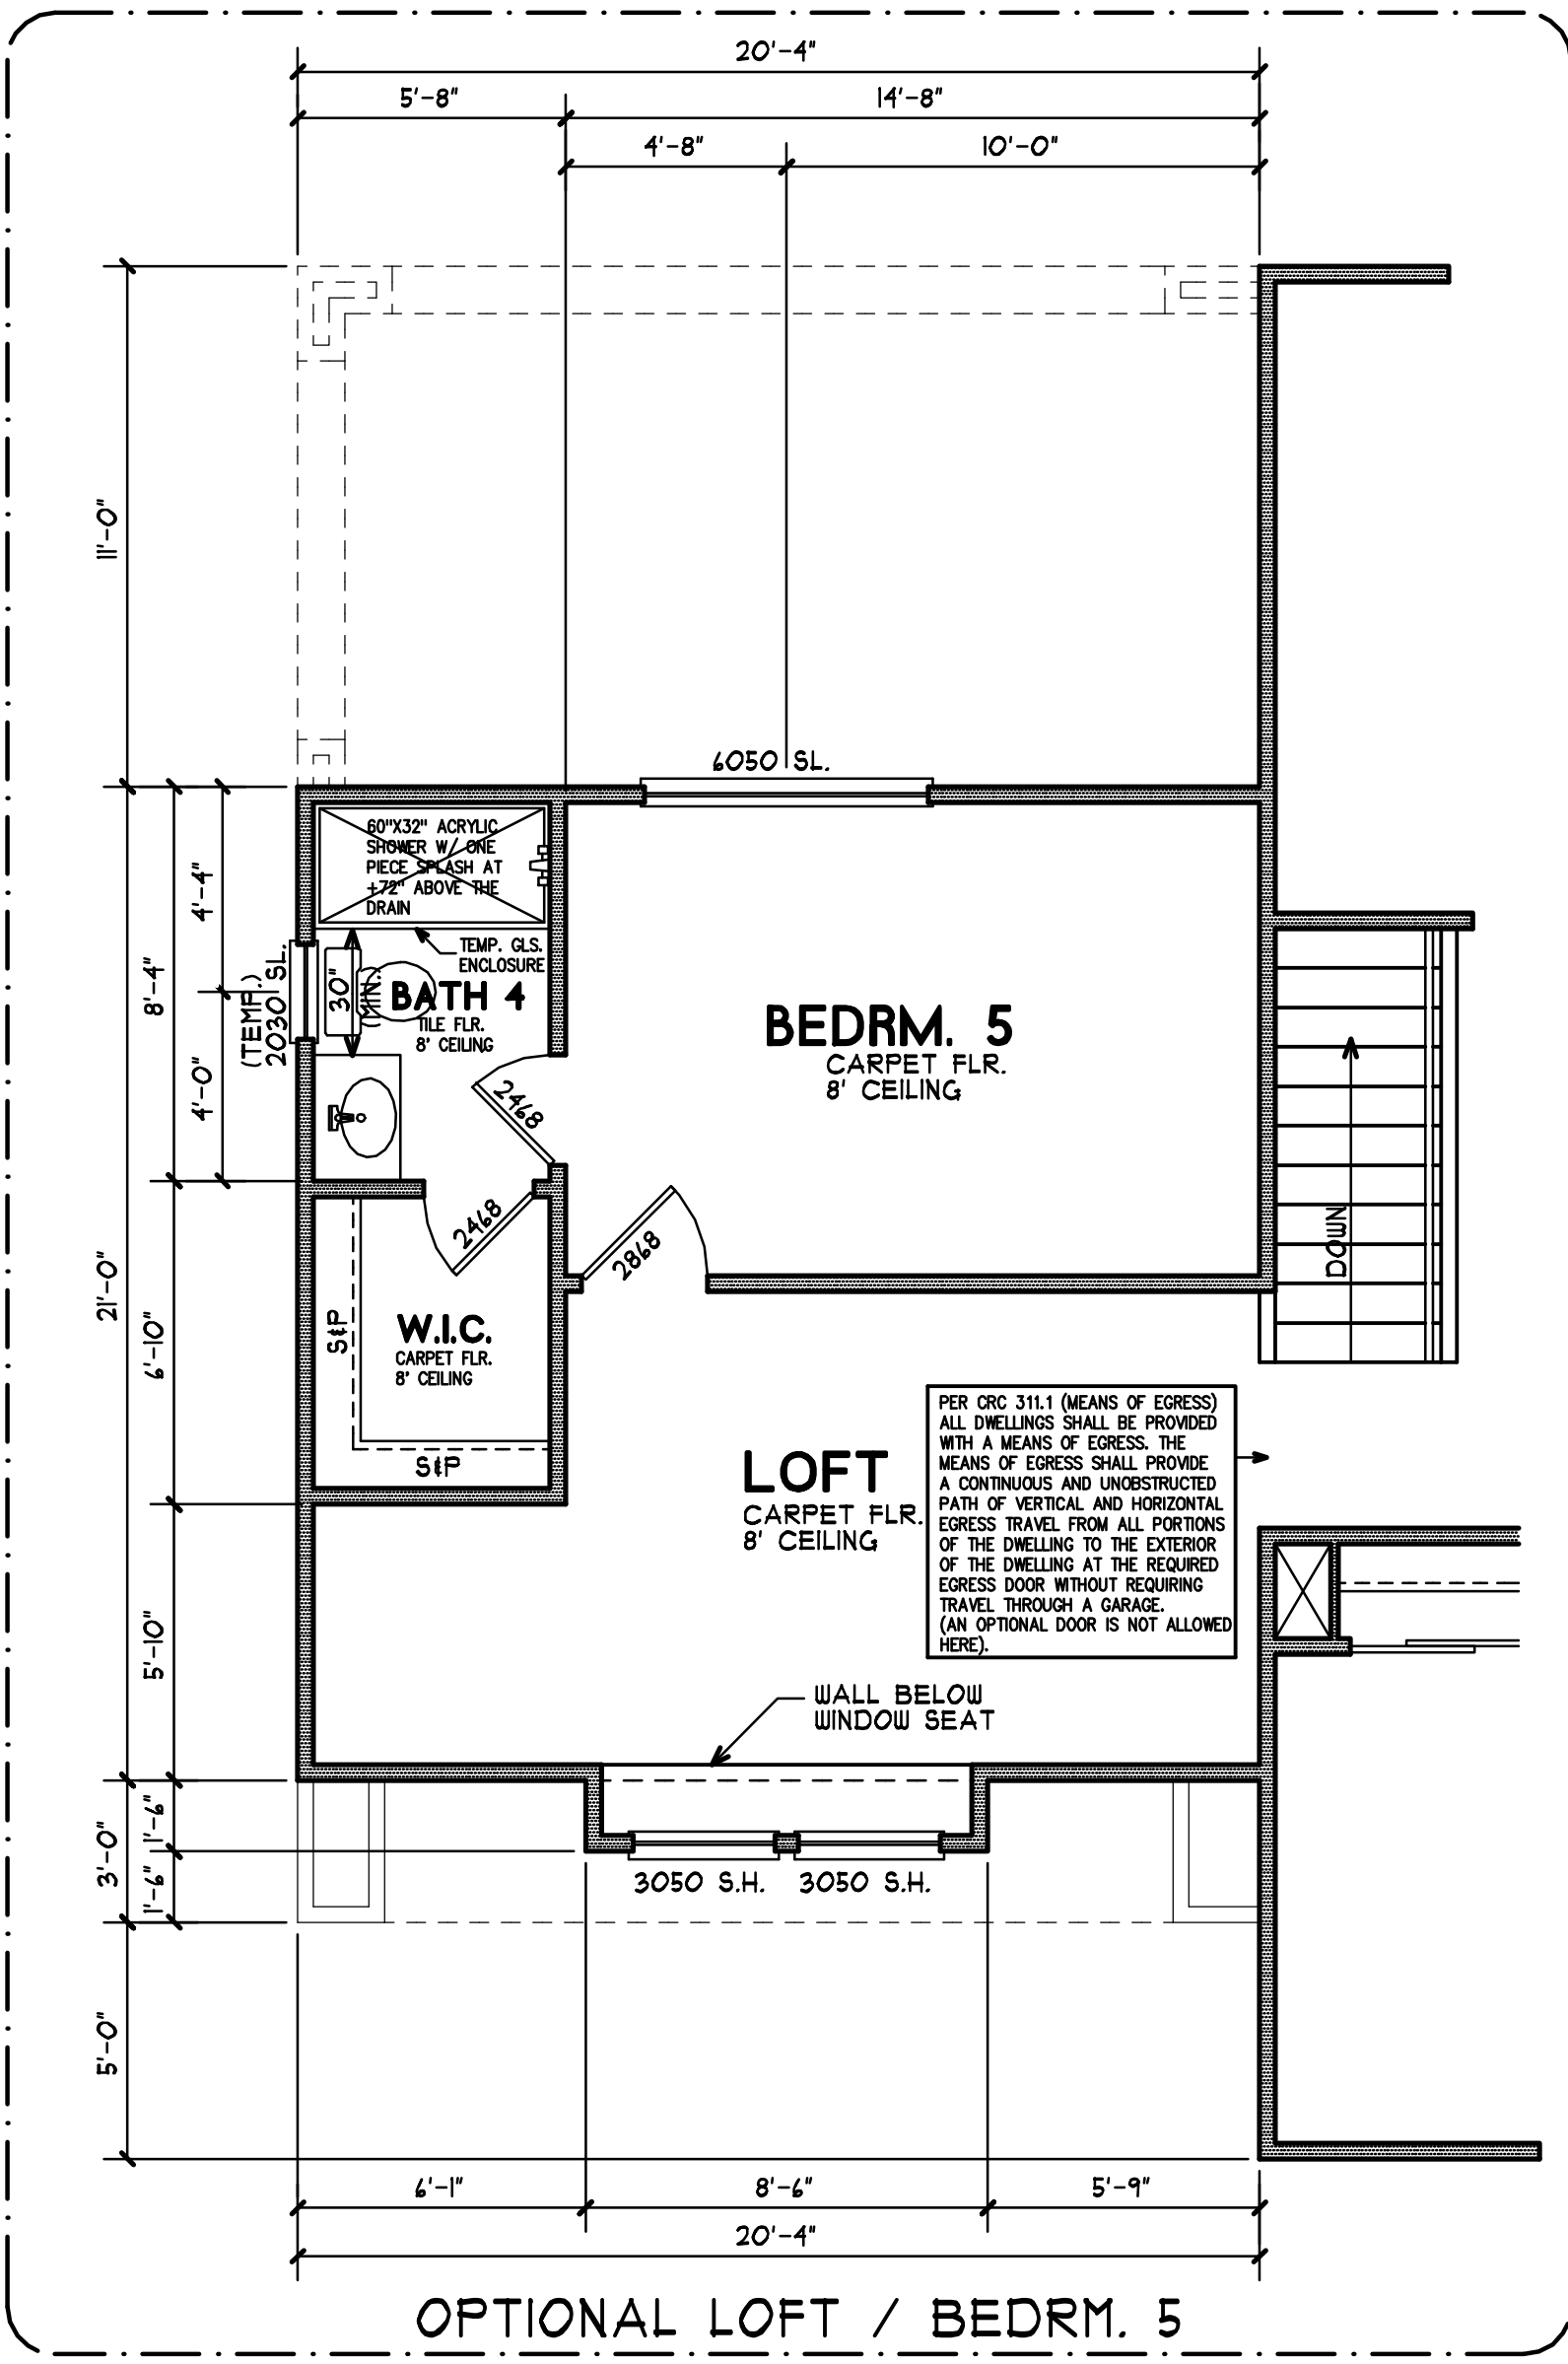 20'-4"
5'-8"
14'-8"
4'-8"
10'-0"
11'-0"
6050 SL.
60"X32" ACRYLIC
SHOWER W/ ONE
PIECE SPLASH AT
+72" ABOVE THE
DRAIN
TEMP. GLS.
ENCLOSURE
4'-4"
8'-4"
4'-0"
(TEMP.)
2030 SL.
30"
(MIN.)
BATH 4
TILE FLR.
8' CEILING
BEDRM. 5
CARPET FLR.
8' CEILING
2468
2468
2868
DOWN
21'-0"
6'-10"
S&P
W.I.C.
CARPET FLR.
8' CEILING
S&P
LOFT
CARPET FLR.
8' CEILING
PER CRC 311.1 (MEANS OF EGRESS)
ALL DWELLINGS SHALL BE PROVIDED
WITH A MEANS OF EGRESS. THE
MEANS OF EGRESS SHALL PROVIDE
A CONTINUOUS AND UNOBSTRUCTED
PATH OF VERTICAL AND HORIZONTAL
EGRESS TRAVEL FROM ALL PORTIONS
OF THE DWELLING TO THE EXTERIOR
OF THE DWELLING AT THE REQUIRED
EGRESS DOOR WITHOUT REQUIRING
TRAVEL THROUGH A GARAGE.
(AN OPTIONAL DOOR IS NOT ALLOWED
HERE).
5'-10"
WALL BELOW
WINDOW SEAT
1'-6"
3'-0"
1'-6"
3050 S.H.
3050 S.H.
5'-0"
6'-1"
8'-6"
5'-9"
20'-4"
OPTIONAL LOFT / BEDRM. 5